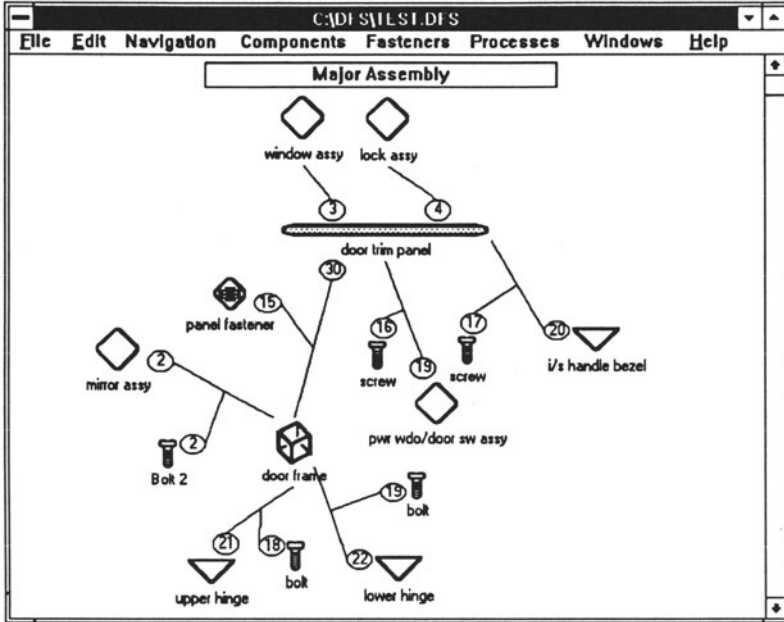 C:\DFS\TEST.DFS
File Edit Navigation Components Fasteners Processes Windows Help
Major Assembly
window assy lock assy
3 4
door trim panel
30
15
panel fastener
16 17 20
i/s handle bezel
2
mirror assy
screw 19 screw
pwr wdo/door sw assy
2
Bolt 2
door frame
19
bolt
21 18 22
bolt
upper hinge lower hinge